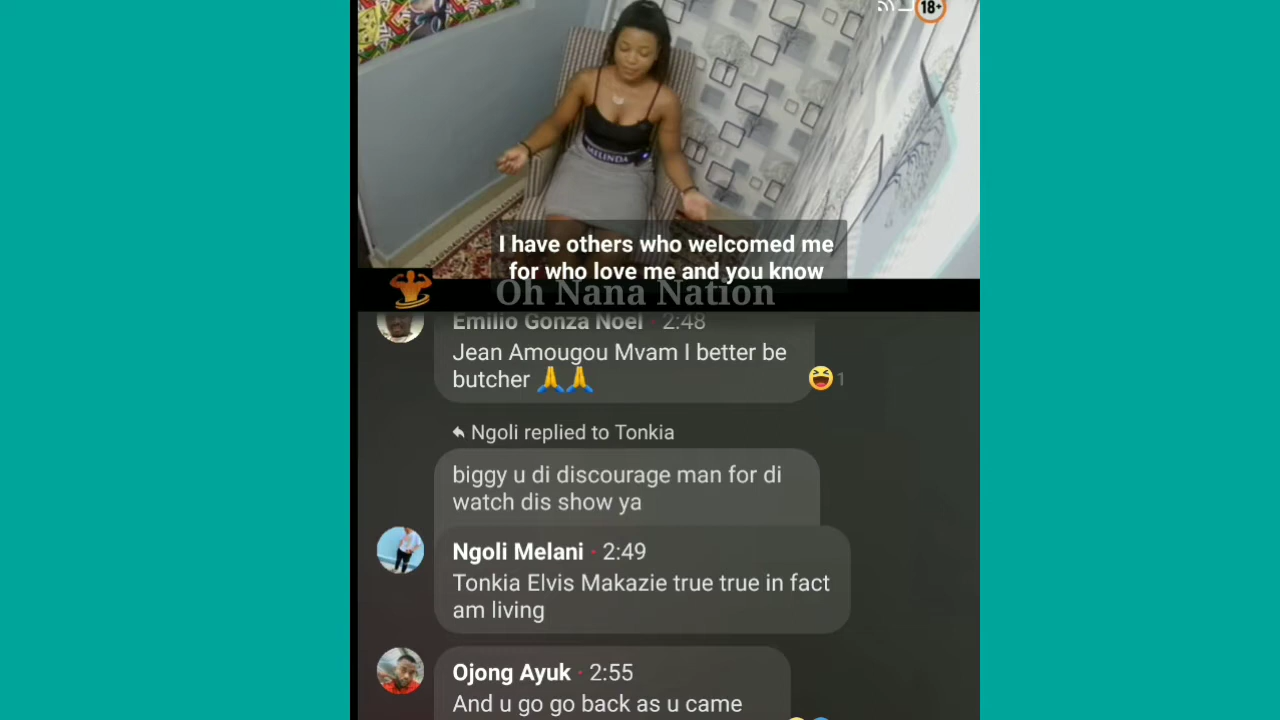 18+
MELINDA
I have others who welcomed me
for who love me and you know
Oh Nana Nation
Emilio Gonza Noel · 2:48
Jean Amougou Mvam I better be
butcher 🙏🙏
😆 1
Ngoli replied to Tonkia
biggy u di discourage man for di
watch dis show ya
Ngoli Melani · 2:49
Tonkia Elvis Makazie true true in fact
am living
Ojong Ayuk · 2:55
And u go go back as u came